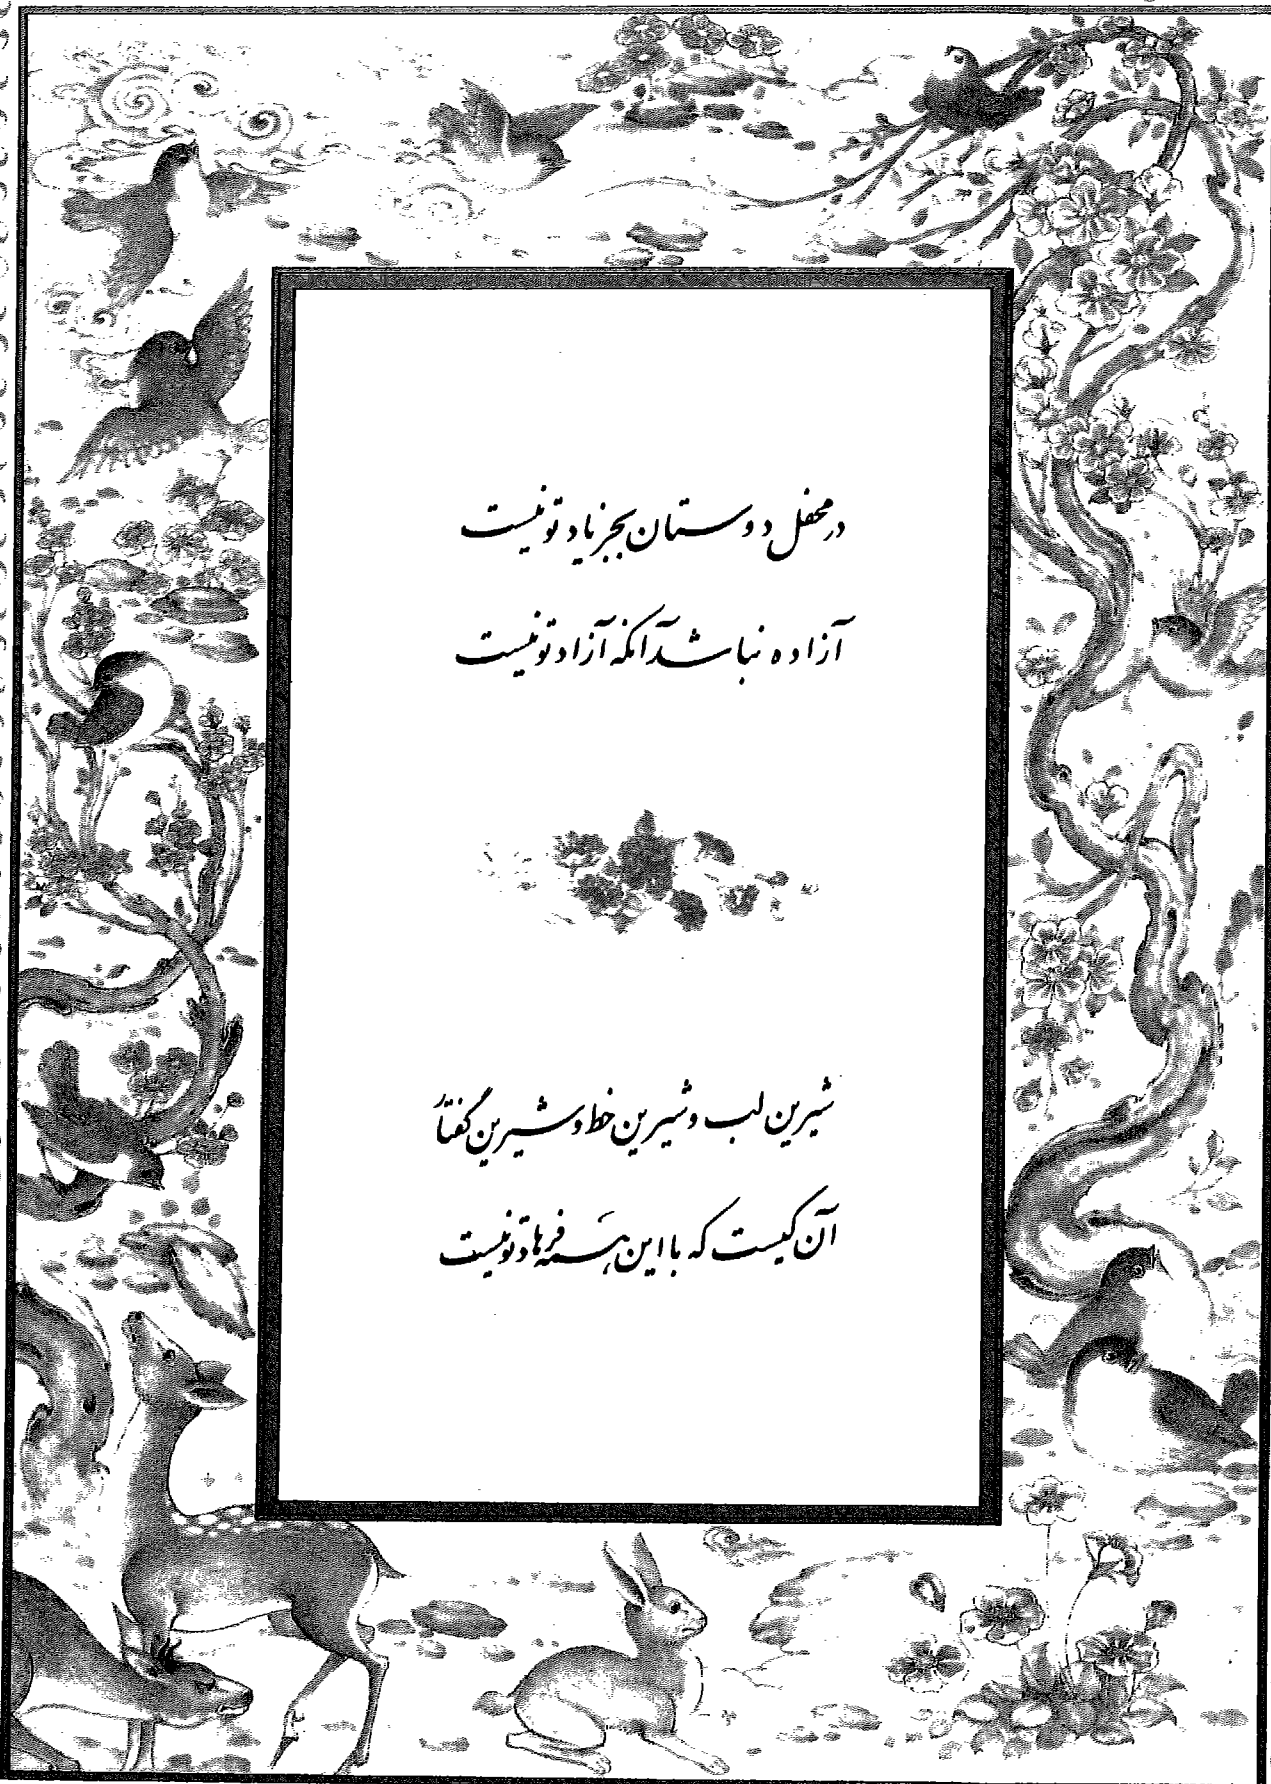 در محفل دوستان بجز یاد تو نیست
آزاده نباشد آنکه آزاد تو نیست
شیرین لب و شیرین خط و شیرین گفتار
آن کیست که با این همه فرهاد تو نیست